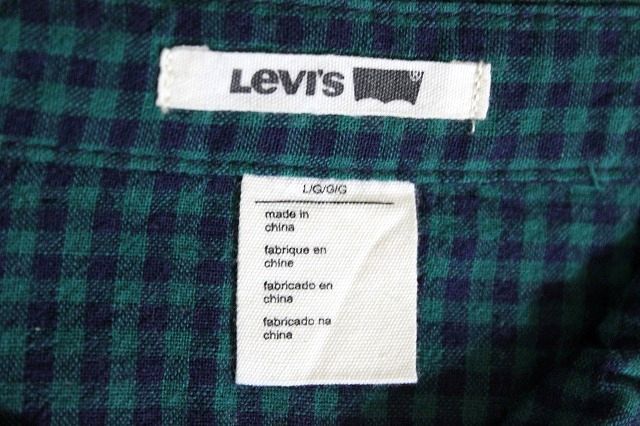 Levi's ®
L/G/G/G
made in
china
fabrique en
chine
fabricado en
china
fabricado na
china